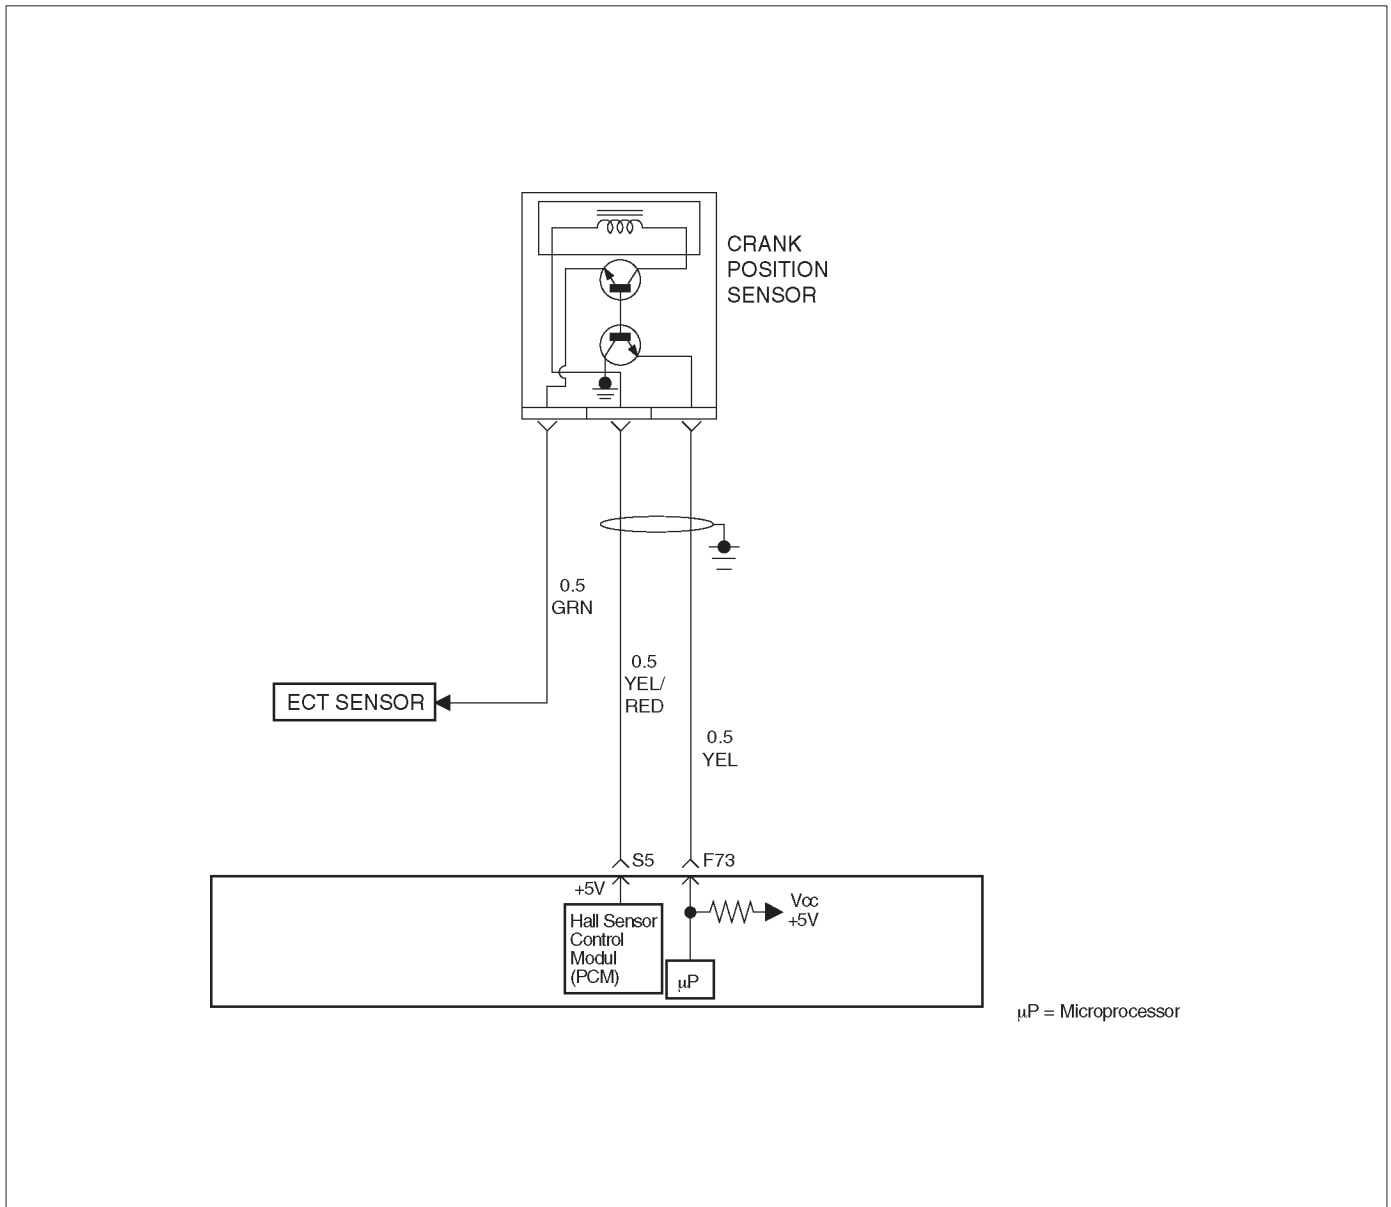 CRANK
POSITION
SENSOR
0.5
GRN
0.5
YEL/
RED
ECT SENSOR
0.5
YEL
S5
F73
+5V
Vcc
+5V
Hall Sensor
Control
Modul
(PCM)
μP
μP = Microprocessor